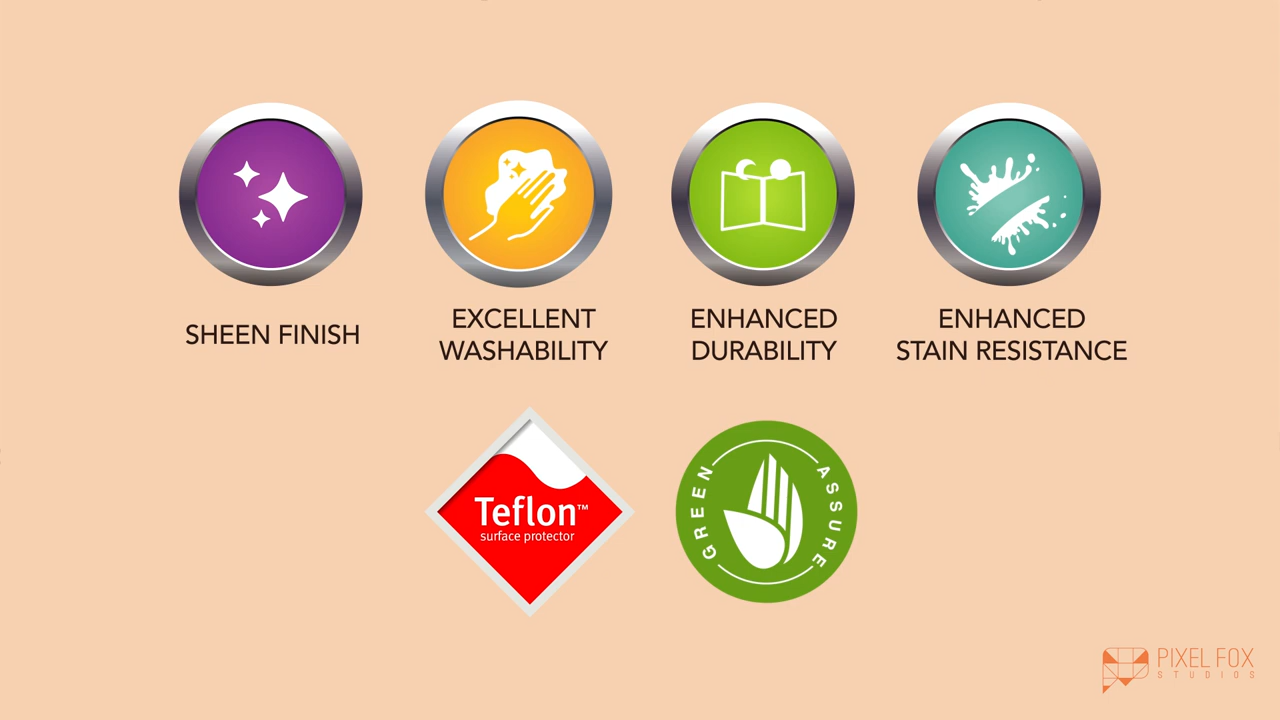 SHEEN FINISH
EXCELLENT
WASHABILITY
ENHANCED
DURABILITY
ENHANCED
STAIN RESISTANCE
Teflon™
surface protector
GREEN
ASSURE
PIXEL FOX
STUDIOS